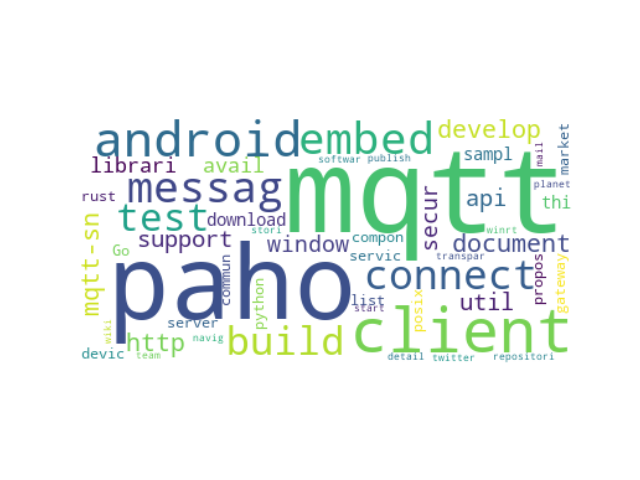 android
embed
develop
market
mail
librari
avail
softwar
publish
sampl
mqtt
rust
messag
planet
test
download
secur
api
thi
mqtt-sn
stori
Go
support
window
compon
winrt
document
servic
transpar
commun
paho
connect
propos
gateway
python
list
start
posix
util
wiki
server
client
http
navig
build
devic
team
detail
twitter
repositori